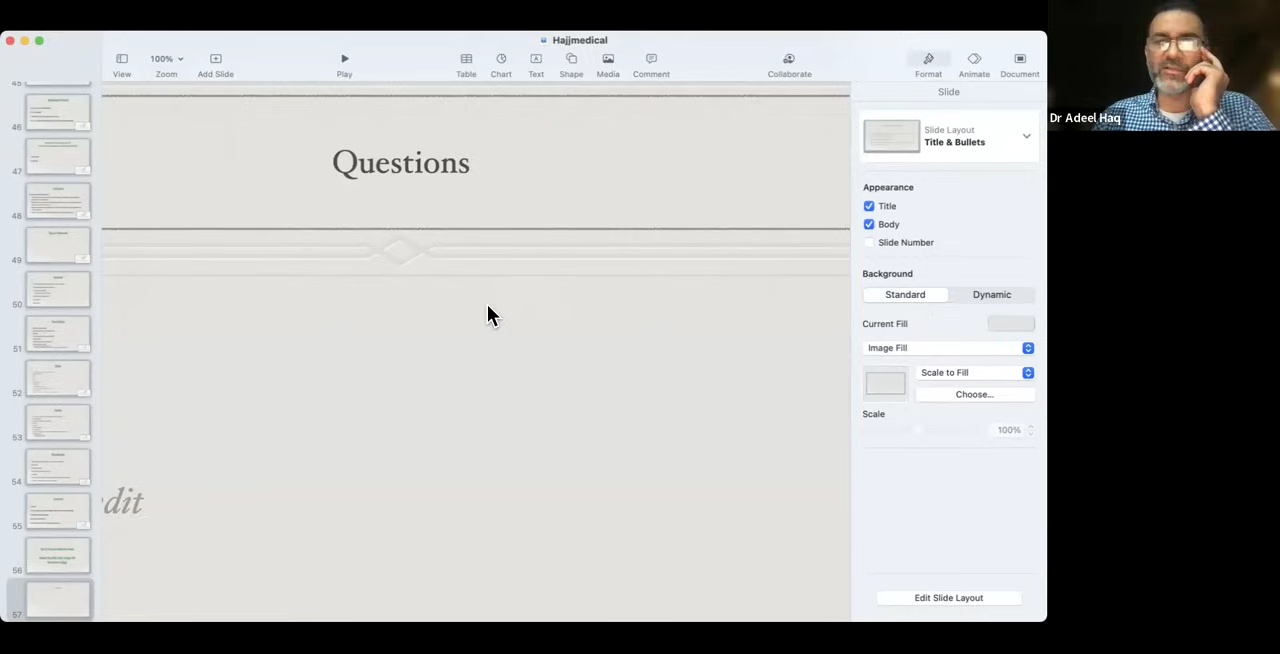 Hajjmedical
View
100%
Zoom
Add Slide
Play
Table
Chart
Text
Shape
Media
Comment
Collaborate
Format
Animate
Document
Slide
Slide Layout
Title & Bullets
Appearance
Title
Body
Slide Number
Background
Standard
Dynamic
Current Fill
Image Fill
Scale to Fill
Choose...
Scale
100%
Edit Slide Layout
Questions
dit
45
46
47
48
49
50
51
52
53
54
55
56
57
Dr Adeel Haq